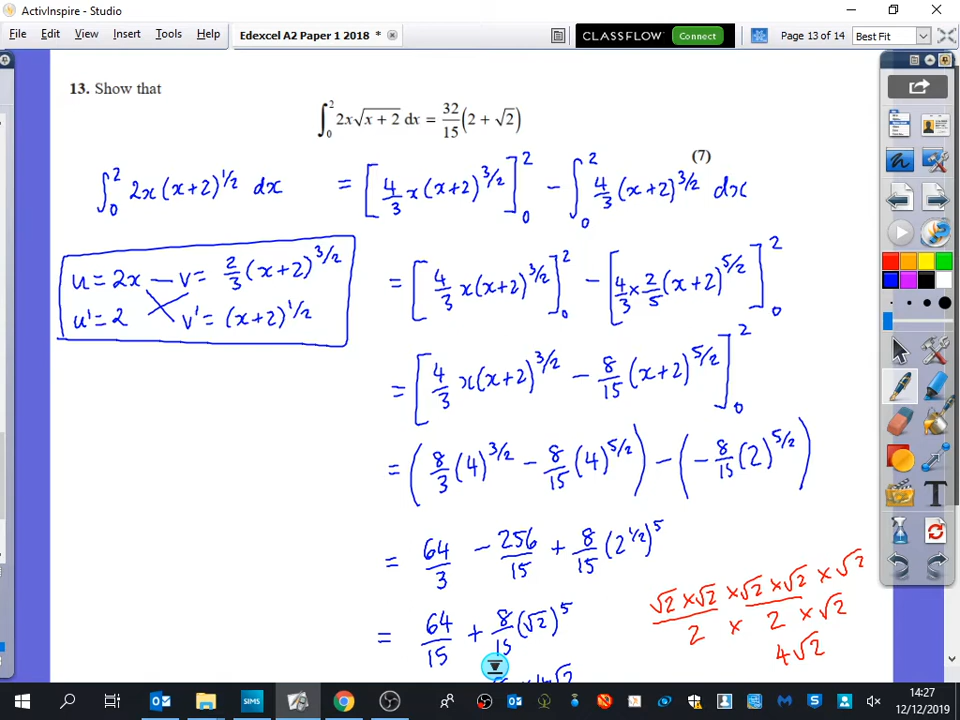 ActivInspire - Studio
File Edit View Insert Tools Help Edexcel A2 Paper 1 2018 * CLASSFLOW Connect Page 13 of 14 Best Fit
13. Show that
∫₀² 2x√(x + 2) dx = 32/15 (2 + √2)
(7)
∫₀² 2x(x+2)^1/2 dx = [4/3 x(x+2)^3/2]₀² − ∫₀² 4/3 (x+2)^3/2 dx
u = 2x — v = 2/3 (x+2)^3/2
u' = 2 v' = (x+2)^1/2
= [4/3 x(x+2)^3/2]₀² − [4/3 × 2/5 (x+2)^5/2]₀²
= [4/3 x(x+2)^3/2 − 8/15 (x+2)^5/2]₀²
= (8/3 (4)^3/2 − 8/15 (4)^5/2) − (−8/15 (2)^5/2)
= 64/3 − 256/15 + 8/15 (2^1/2)^5
= 64/15 + 8/15 (√2)^5
√2 × √2 × √2 × √2 × √2
2 × 2 × √2
4√2
SIMS
14:27
12/12/2019